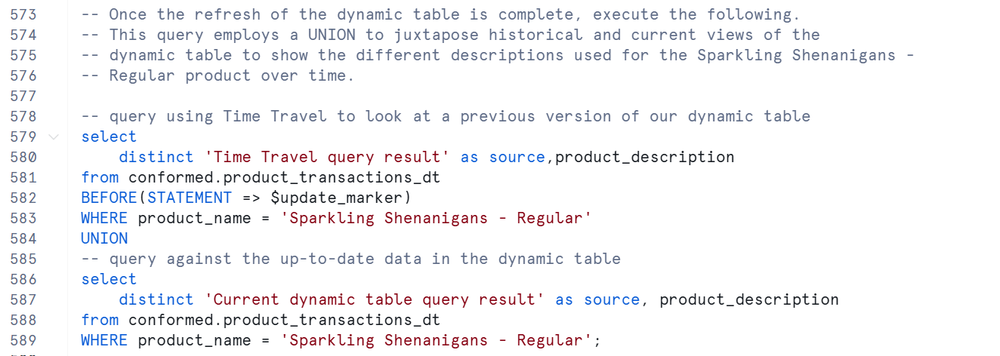 573 -- Once the refresh of the dynamic table is complete, execute the following.
574 -- This query employs a UNION to juxtapose historical and current views of the
575 -- dynamic table to show the different descriptions used for the Sparkling Shenanigans -
576 -- Regular product over time.
577
578 -- query using Time Travel to look at a previous version of our dynamic table
579 select
580     distinct 'Time Travel query result' as source,product_description
581 from conformed.product_transactions_dt
582 BEFORE(STATEMENT => $update_marker)
583 WHERE product_name = 'Sparkling Shenanigans - Regular'
584 UNION
585 -- query against the up-to-date data in the dynamic table
586 select
587     distinct 'Current dynamic table query result' as source, product_description
588 from conformed.product_transactions_dt
589 WHERE product_name = 'Sparkling Shenanigans - Regular';